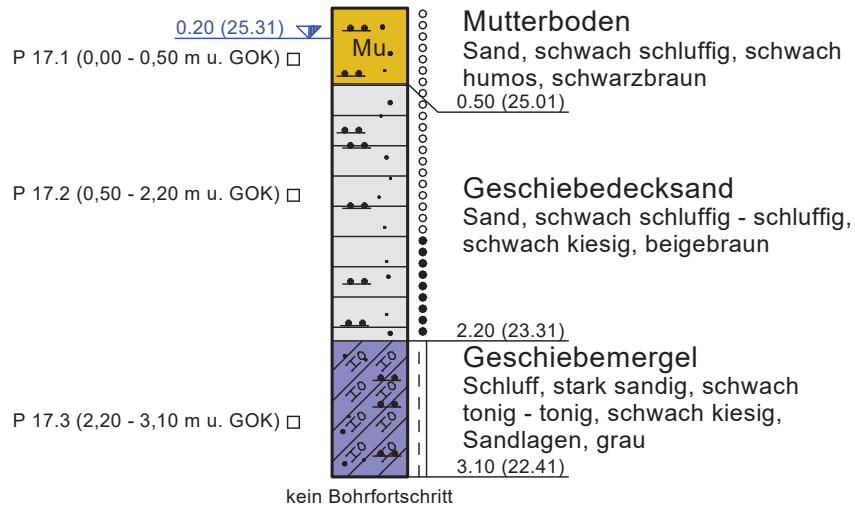 Mutterboden
0.20 (25.31)
Mu
Sand, schwach schluffig, schwach
P 17.1 (0,00 - 0,50 m u. GOK)
humos, schwarzbraun
0.50 (25.01)
Geschiebedecksand
P 17.2 (0,50 - 2,20 m u. GOK)
Sand, schwach schluffig - schluffig,
schwach kiesig, beigebraun
2.20 (23.31)
Geschiebemergel
Schluff, stark sandig, schwach
P 17.3 (2,20 - 3,10 m u. GOK)
tonig - tonig, schwach kiesig,
Sandlagen, grau
3.10 (22.41)
kein Bohrfortschritt